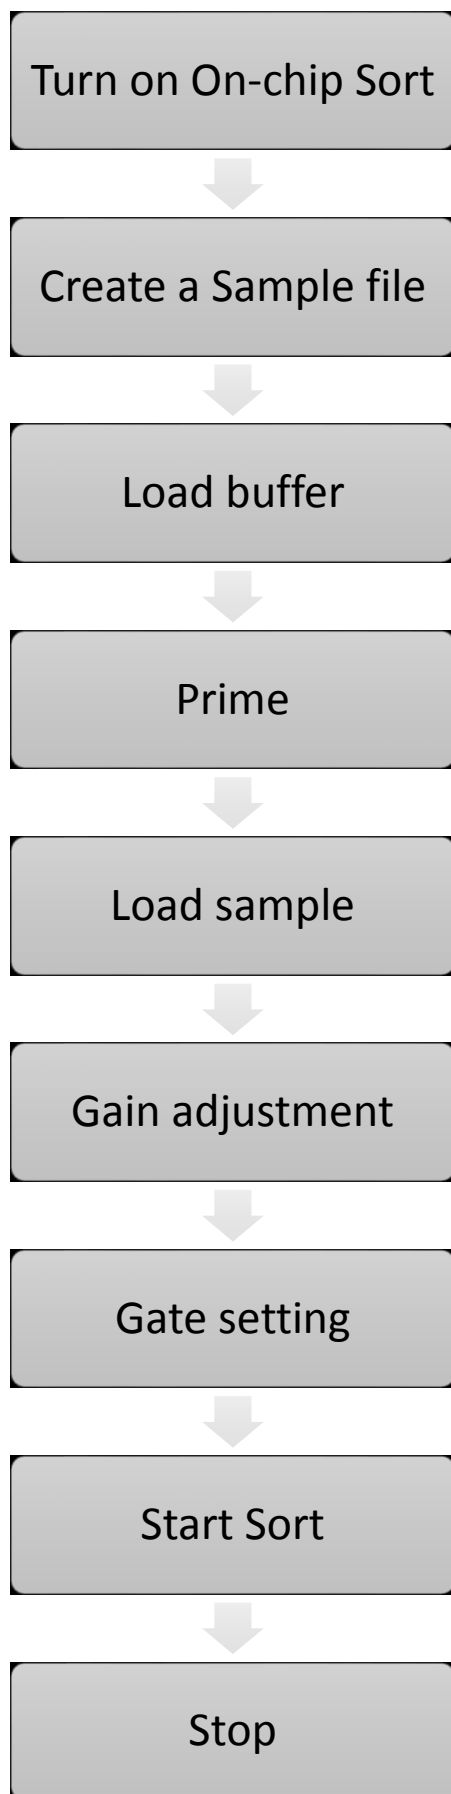 Turn on On-chip Sort
Create a Sample file
Load buffer
Prime
Load sample
Gain adjustment
Gate setting
Start Sort
Stop